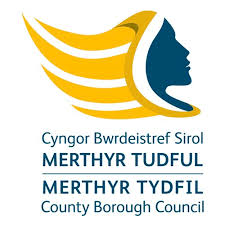 Cyngor Bwrdeistref Sirol
MERTHYR TUDFUL
MERTHYR TYDFIL
County Borough Council